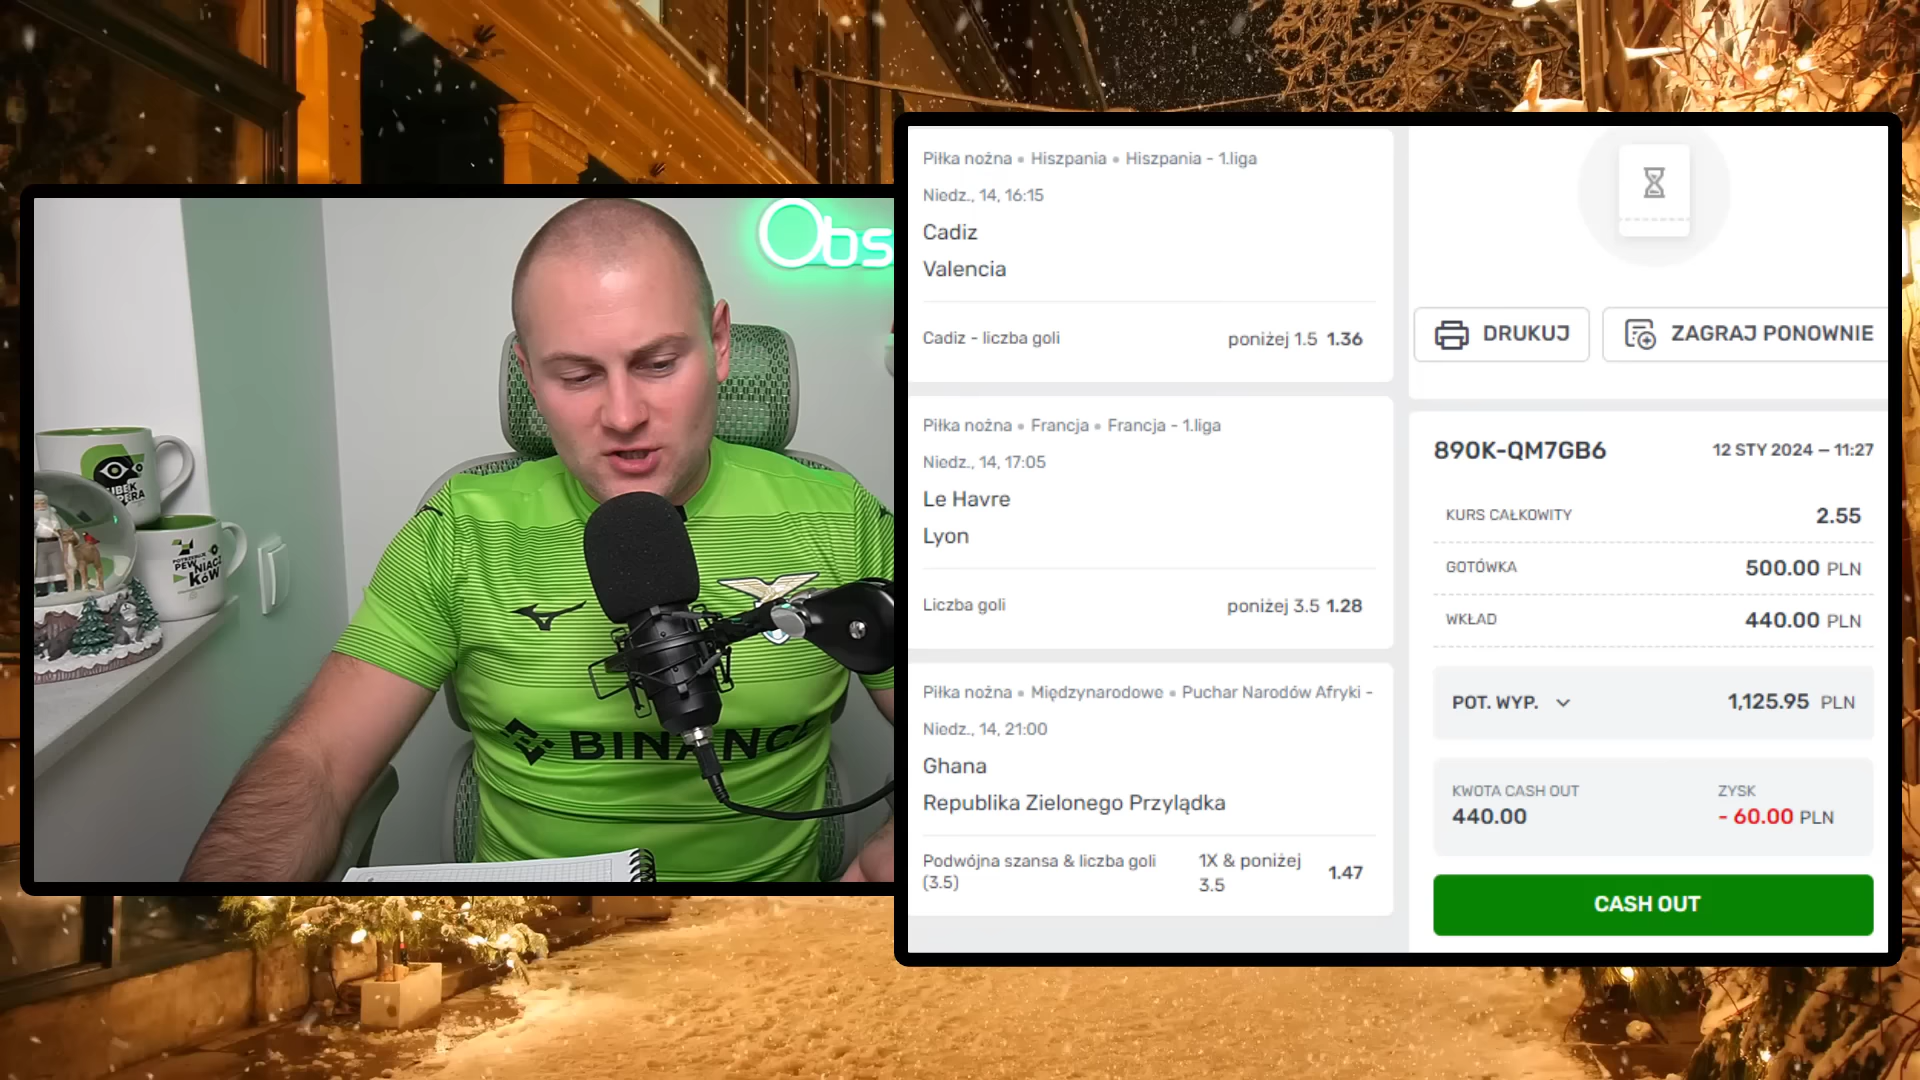 Obs
POTRZEBUJĘ
PEW
NIACZ
KÓW
BINANCE
Piłka nożna • Hiszpania • Hiszpania - 1.liga
Niedz., 14, 16:15
Cadiz
Valencia
Cadiz - liczba goli poniżej 1.5 1.36
Piłka nożna • Francja • Francja - 1.liga
Niedz., 14, 17:05
Le Havre
Lyon
Liczba goli poniżej 3.5 1.28
Piłka nożna • Międzynarodowe • Puchar Narodów Afryki -
Niedz., 14, 21:00
Ghana
Republika Zielonego Przylądka
Podwójna szansa & liczba goli 1X & poniżej 1.47
(3.5) 3.5
DRUKUJ ZAGRAJ PONOWNIE
890K-QM7GB6 12 STY 2024 – 11:27
KURS CAŁKOWITY 2.55
GOTÓWKA 500.00 PLN
WKŁAD 440.00 PLN
POT. WYP. 1,125.95 PLN
KWOTA CASH OUT ZYSK
440.00 - 60.00 PLN
CASH OUT